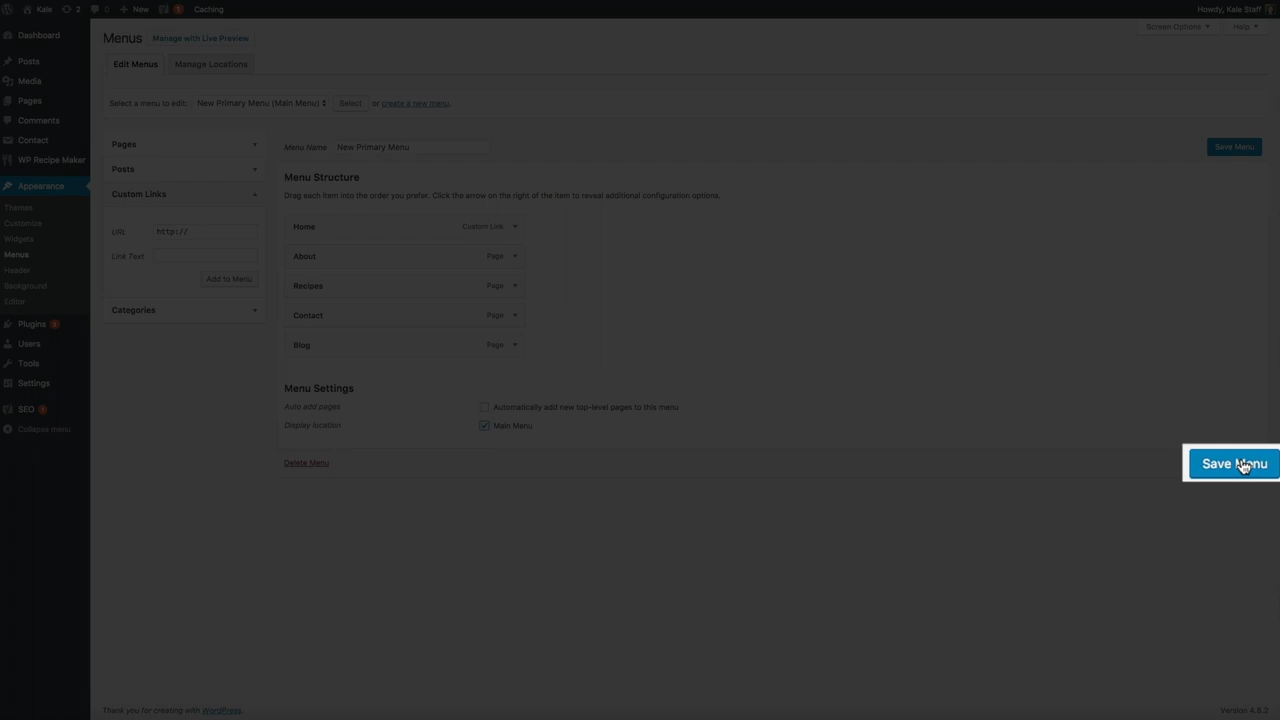 Kale 2 0 New 1 Caching Howdy, Kale Staff
Dashboard
Posts
Media
Pages
Comments
Contact
WP Recipe Maker
Appearance
Themes
Customize
Widgets
Menus
Header
Background
Editor
Plugins 2
Users
Tools
Settings
SEO 1
Collapse menu
Screen Options Help
Menus Manage with Live Preview
Edit Menus Manage Locations
Select a menu to edit: New Primary Menu (Main Menu) Select or create a new menu.
Pages
Posts
Custom Links
URL http://
Link Text
Add to Menu
Categories
Menu Name New Primary Menu Save Menu
Menu Structure
Drag each item into the order you prefer. Click the arrow on the right of the item to reveal additional configuration options.
Home Custom Link
About Page
Recipes Page
Contact Page
Blog Page
Menu Settings
Auto add pages Automatically add new top-level pages to this menu
Display location Main Menu
Delete Menu Save Menu
Thank you for creating with WordPress. Version 4.8.2